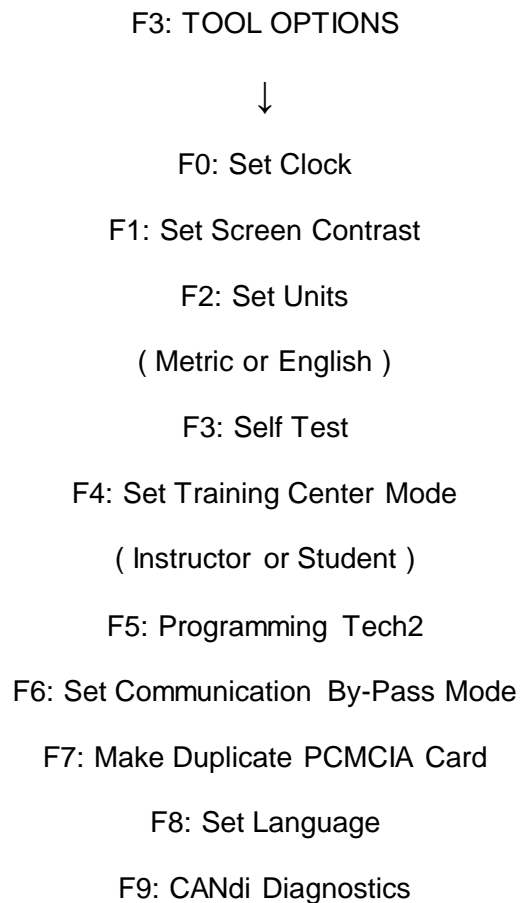 F3: TOOL OPTIONS
↓
F0: Set Clock
F1: Set Screen Contrast
F2: Set Units
( Metric or English )
F3: Self Test
F4: Set Training Center Mode
( Instructor or Student )
F5: Programming Tech2
F6: Set Communication By-Pass Mode
F7: Make Duplicate PCMCIA Card
F8: Set Language
F9: CANdi Diagnostics